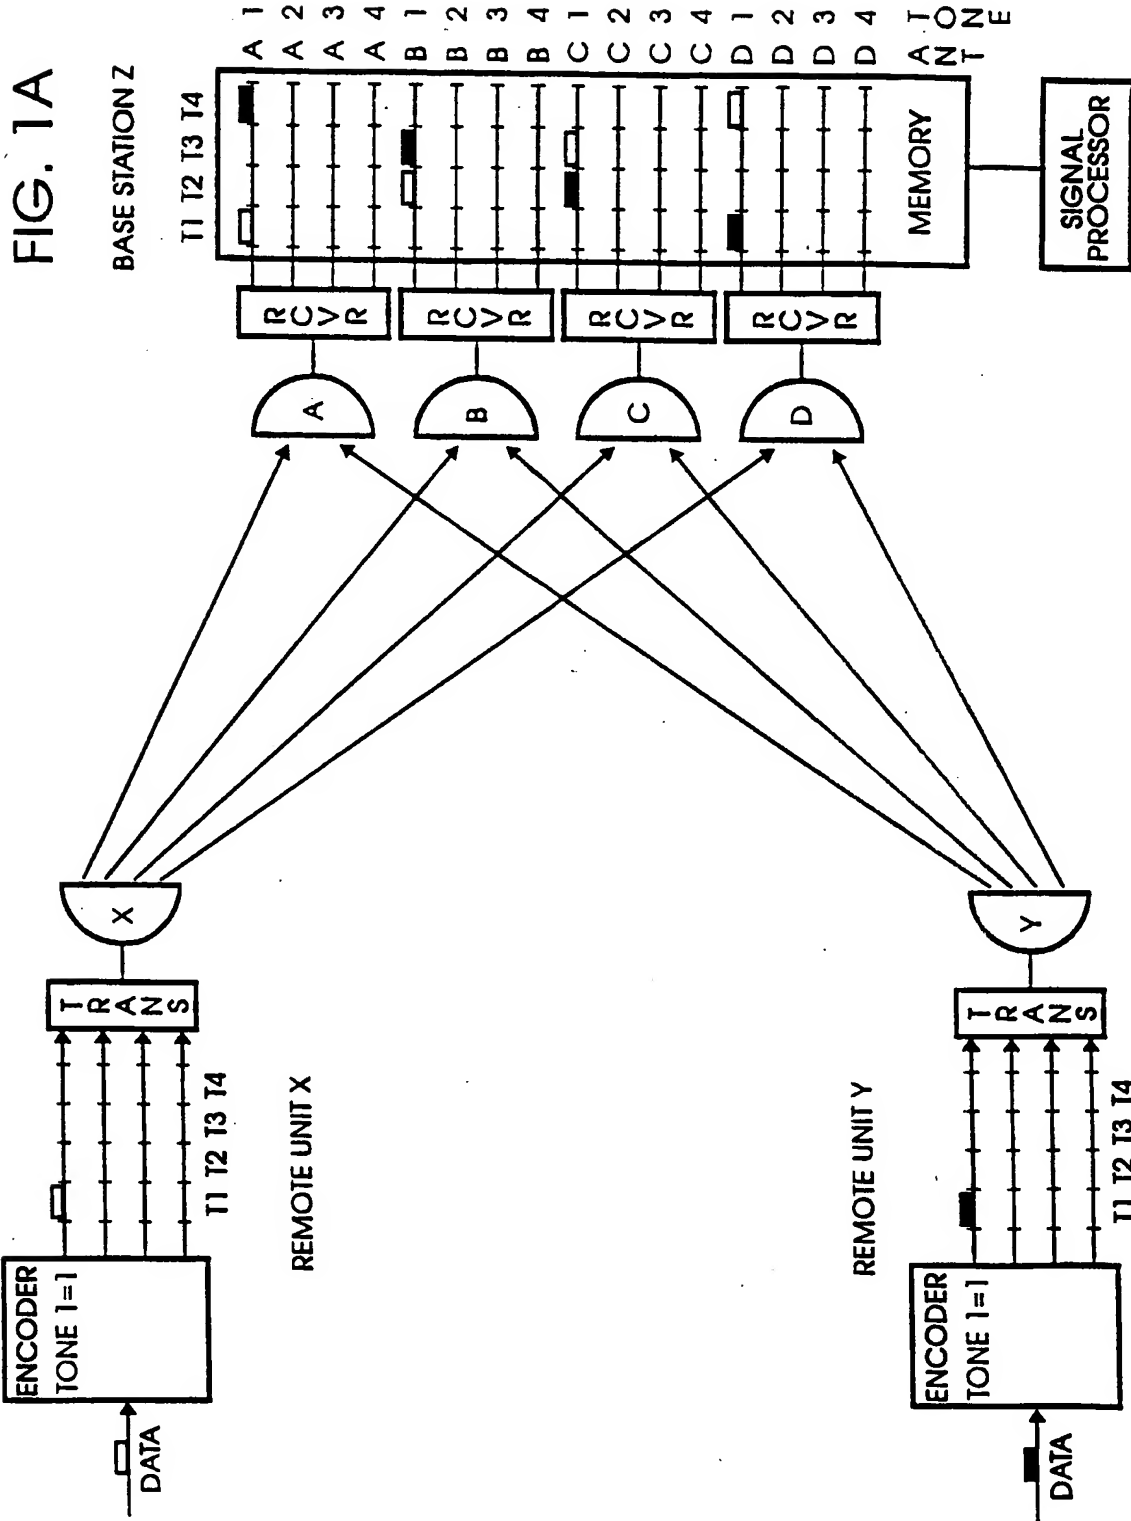 FIG. 1A
BASE STATION Z
T1 T2 T3 T4
A 1
A 2
A 3
A 4
B 1
B 2
B 3
B 4
C 1
C 2
C 3
C 4
D 1
D 2
D 3
D 4
ANT
TONE
MEMORY
SIGNAL
PROCESSOR
RCVR
RCVR
RCVR
RCVR
A
B
C
D
X
TRANS
T1 T2 T3 T4
REMOTE UNIT X
ENCODER
TONE 1=1
DATA
Y
TRANS
T1 T2 T3 T4
REMOTE UNIT Y
ENCODER
TONE 1=1
DATA